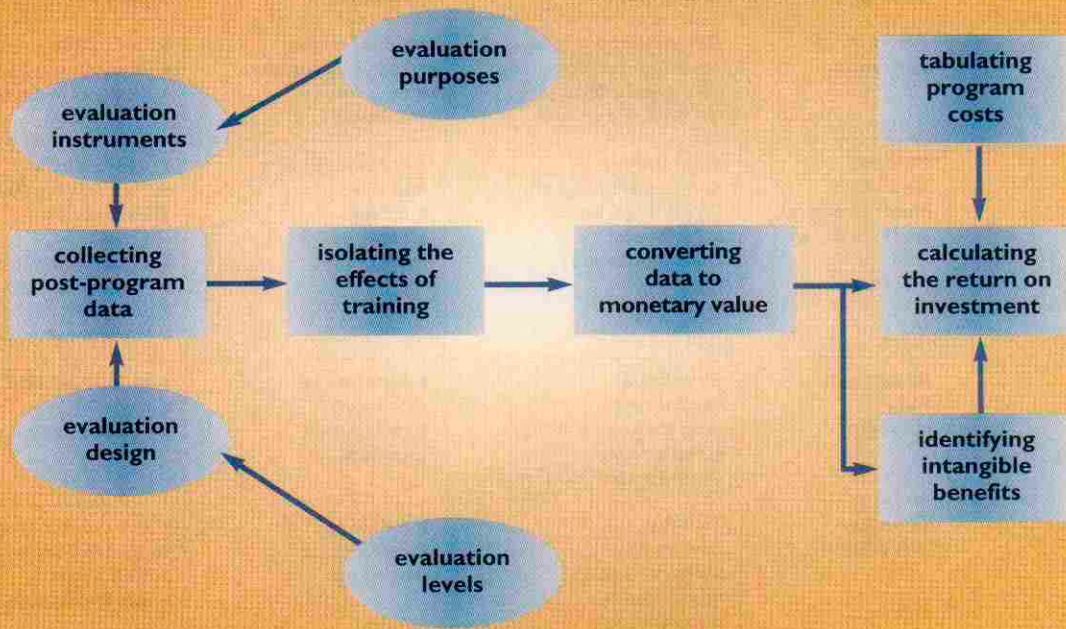 evaluation
purposes
tabulating
program
costs
evaluation
instruments
collecting
post-program
data
isolating the
effects of
training
converting
data to
monetary value
calculating
the return on
investment
evaluation
design
identifying
intangible
benefits
evaluation
levels